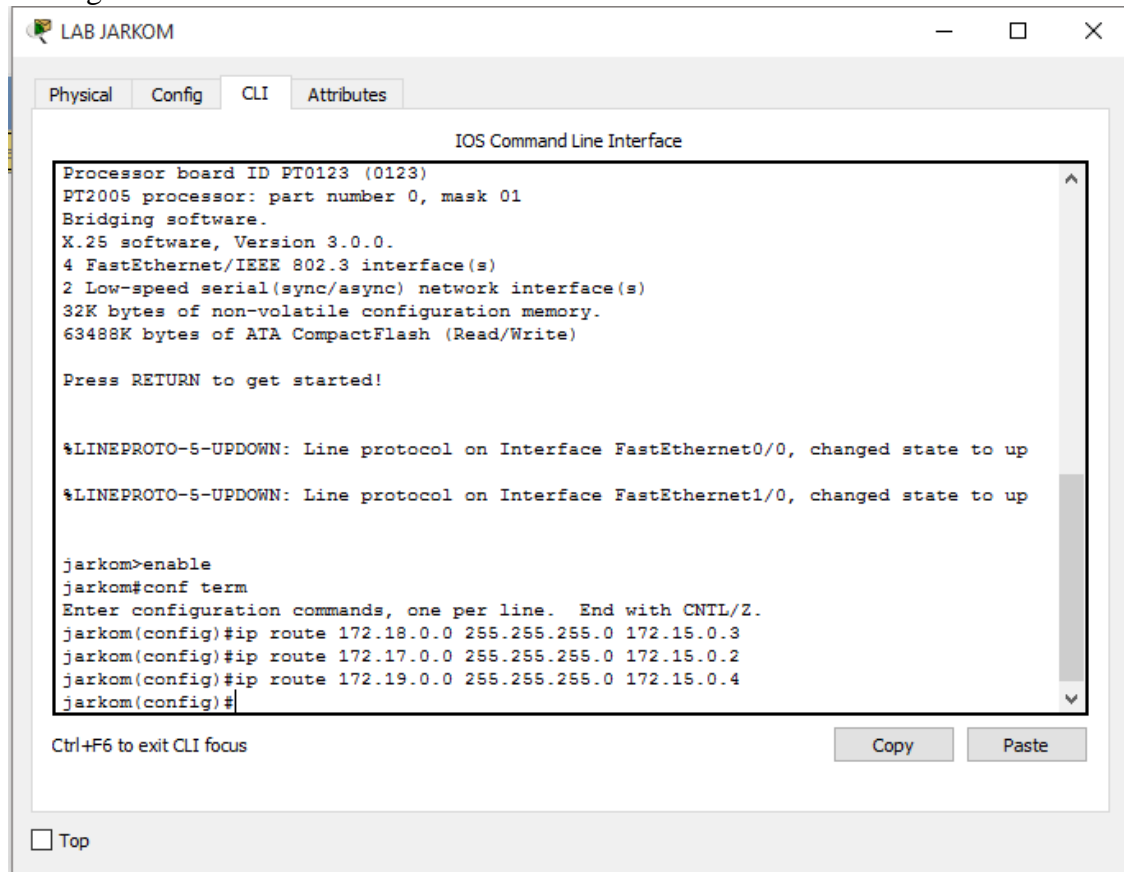 LAB JARKOM
Physical Config CLI Attributes
IOS Command Line Interface
Processor board ID PT0123 (0123)
PT2005 processor: part number 0, mask 01
Bridging software.
X.25 software, Version 3.0.0.
4 FastEthernet/IEEE 802.3 interface(s)
2 Low-speed serial(sync/async) network interface(s)
32K bytes of non-volatile configuration memory.
63488K bytes of ATA CompactFlash (Read/Write)
Press RETURN to get started!
%LINEPROTO-5-UPDOWN: Line protocol on Interface FastEthernet0/0, changed state to up
%LINEPROTO-5-UPDOWN: Line protocol on Interface FastEthernet1/0, changed state to up
jarkom>enable
jarkom#conf term
Enter configuration commands, one per line.  End with CNTL/Z.
jarkom(config)#ip route 172.18.0.0 255.255.255.0 172.15.0.3
jarkom(config)#ip route 172.17.0.0 255.255.255.0 172.15.0.2
jarkom(config)#ip route 172.19.0.0 255.255.255.0 172.15.0.4
jarkom(config)#
Ctrl+F6 to exit CLI focus Copy Paste
Top